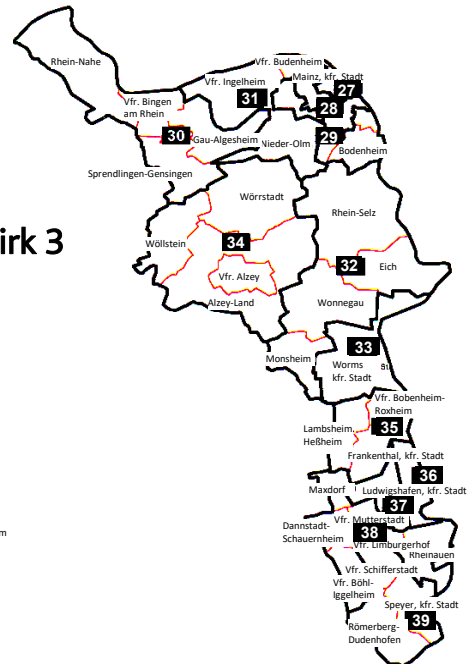 Rhein-Nahe
Vfr. Budenheim
Vfr. Ingelheim
Mainz, kfr. Stadt
27
Vfr. Bingen
am Rhein
31
28
30
29
Gau-Algesheim
Nieder-Olm
Bodenheim
Sprendlingen-Gensingen
Wörrstadt
Rhein-Selz
irk 3
Wöllstein
34
32
Eich
Vfr. Alzey
Alzey-Land
Wonnegau
33
Monsheim
Worms
kfr. Stadt
Vfr. Bobenheim-
Roxheim
Lambsheim
Heßheim
35
Frankenthal, kfr. Stadt
36
Maxdorf
Ludwigshafen, kfr. Stadt
37
Dannstadt-
Schauernheim
Vfr. Mutterstadt
38
Vfr. Limburgerhof
Rheinauen
Vfr. Schifferstadt
Vfr. Böhl-
Iggelheim
Speyer, kfr. Stadt
39
Römerberg-
Dudenhofen